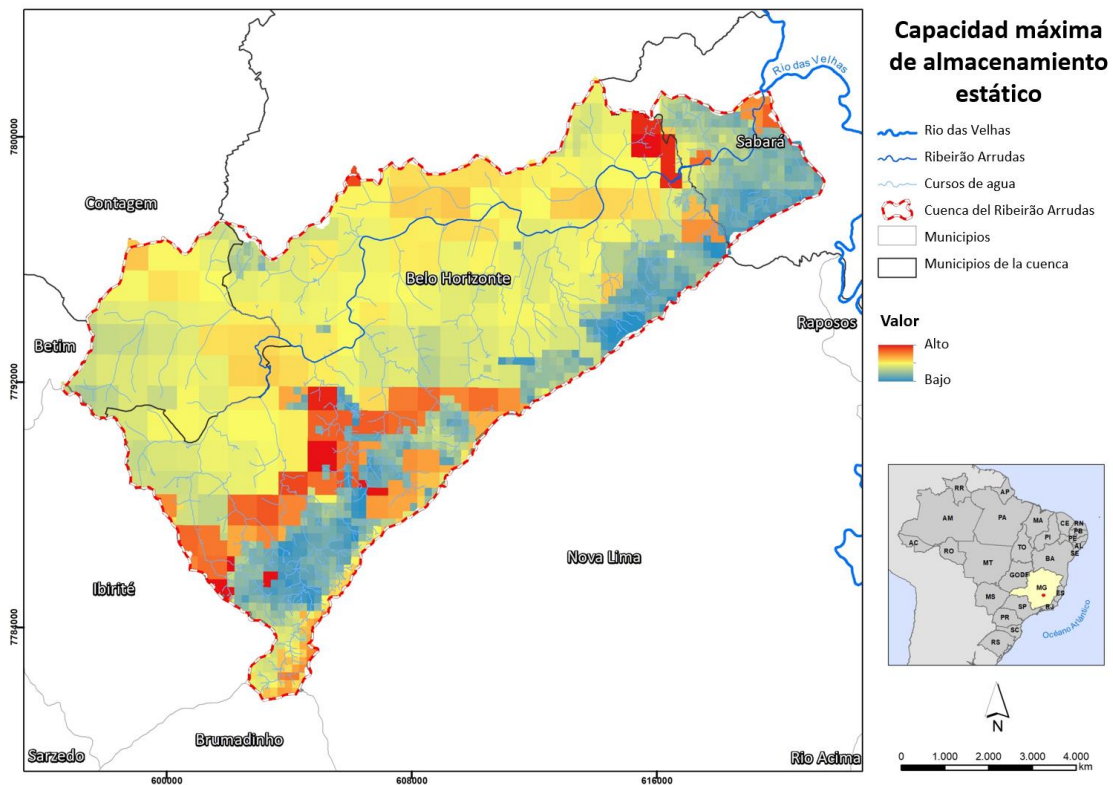 Capacidad máxima
de almacenamiento
estático
Rio das Velhas
Ribeirão Arrudas
Cursos de agua
Cuenca del Ribeirão Arrudas
Municipios
Municipios de la cuenca
Valor
Alto
Bajo
Rio das Velhas
7800000
Sabará
Contagem
Belo Horizonte
Raposos
Betim
7792000
Nova Lima
Ibirité
7784000
Brumadinho
Sarzedo
Rio Acima
600000
608000
616000
RR
AP
AM
PA
MA
CE
RN
PB
PE
AL
SE
PI
AC
TO
RO
BA
MT
GO
DF
MG
ES
MS
SP
RJ
PR
SC
RS
Océano Atlántico
N
0 1.000 2.000 3.000 4.000
km